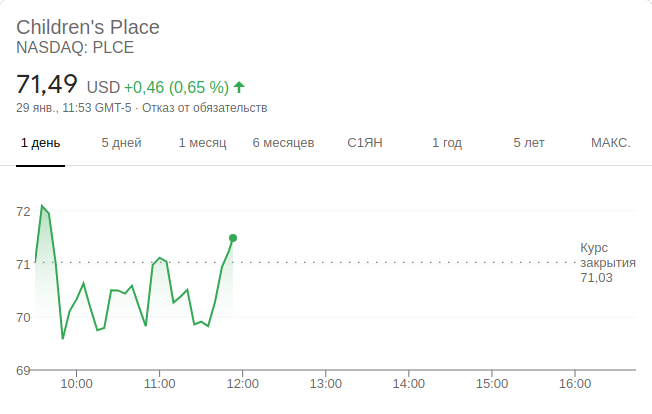 Children's Place
NASDAQ: PLCE
71,49 USD +0,46 (0,65 %)
29 янв., 11:53 GMT-5 · Отказ от обязательств
1 день 5 дней 1 месяц 6 месяцев С1ЯН 1 год 5 лет МАКС.
72
71
70
69
Курс
закрытия
71,03
10:00 11:00 12:00 13:00 14:00 15:00 16:00